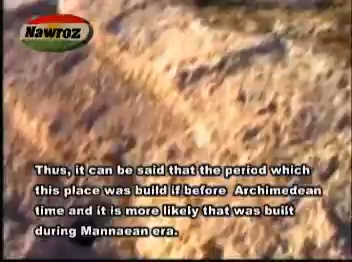 Nawroz
Thus, it can be said that the period which
this place was build if before Archimedean
time and it is more likely that was built
during Mannaean era.